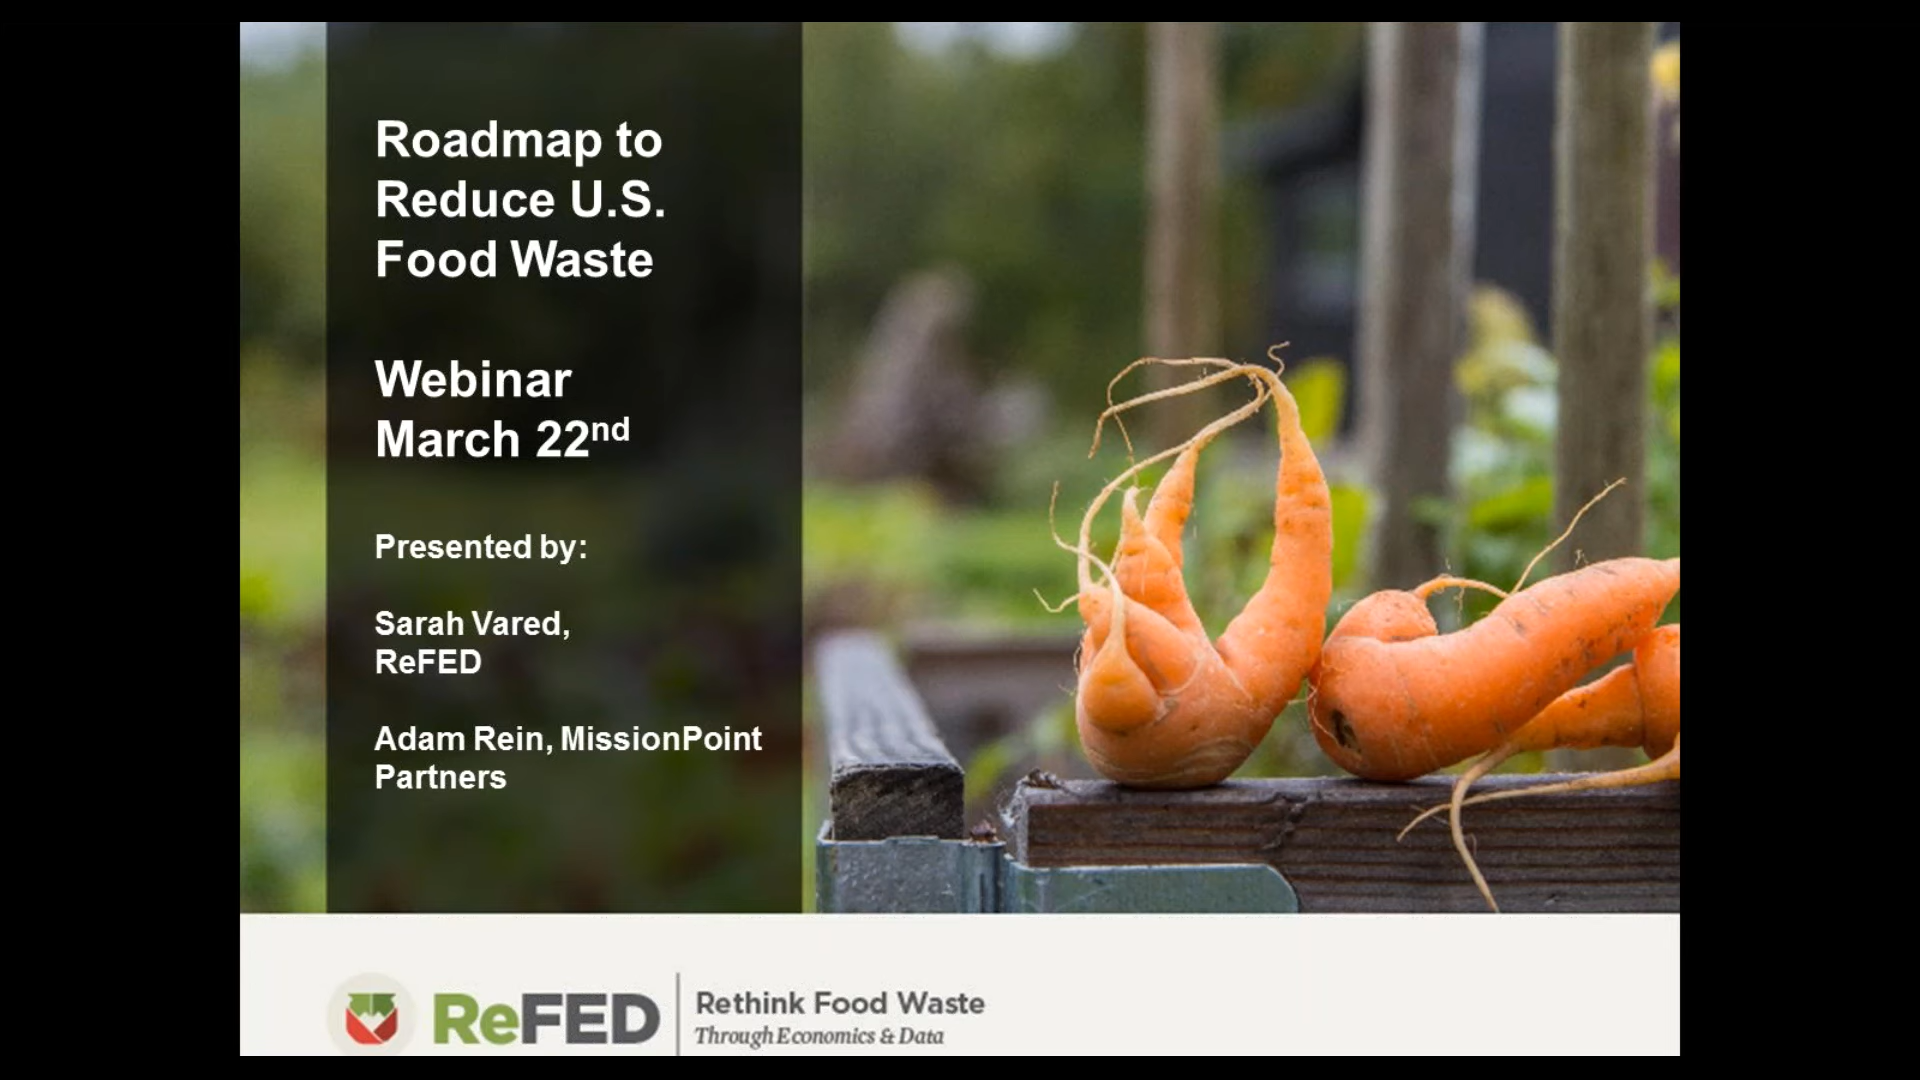 Roadmap to
Reduce U.S.
Food Waste
Webinar
March 22nd
Presented by:
Sarah Vared,
ReFED
Adam Rein, MissionPoint
Partners
ReFED
Rethink Food Waste
Through Economics & Data